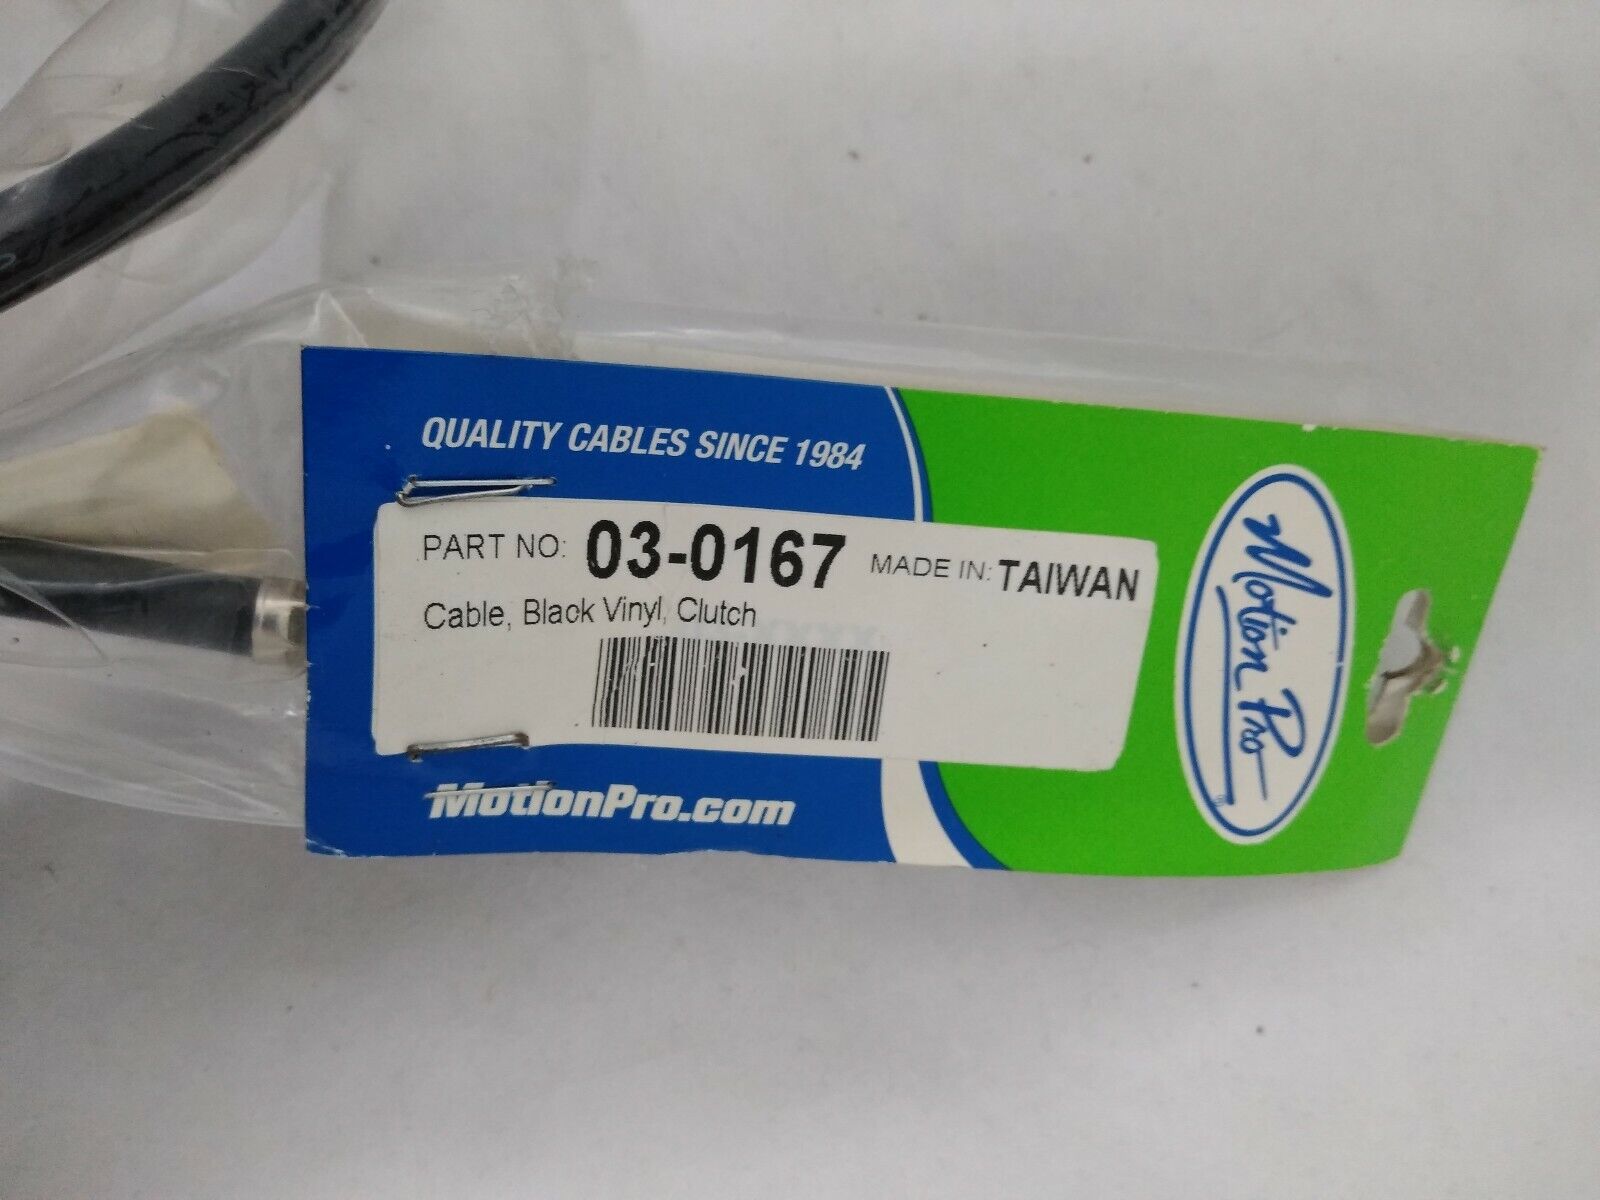 QUALITY CABLES SINCE 1984
PART NO: 03-0167 MADE IN: TAIWAN
Cable, Black Vinyl, Clutch
MotionPro.com
Motion Pro
®